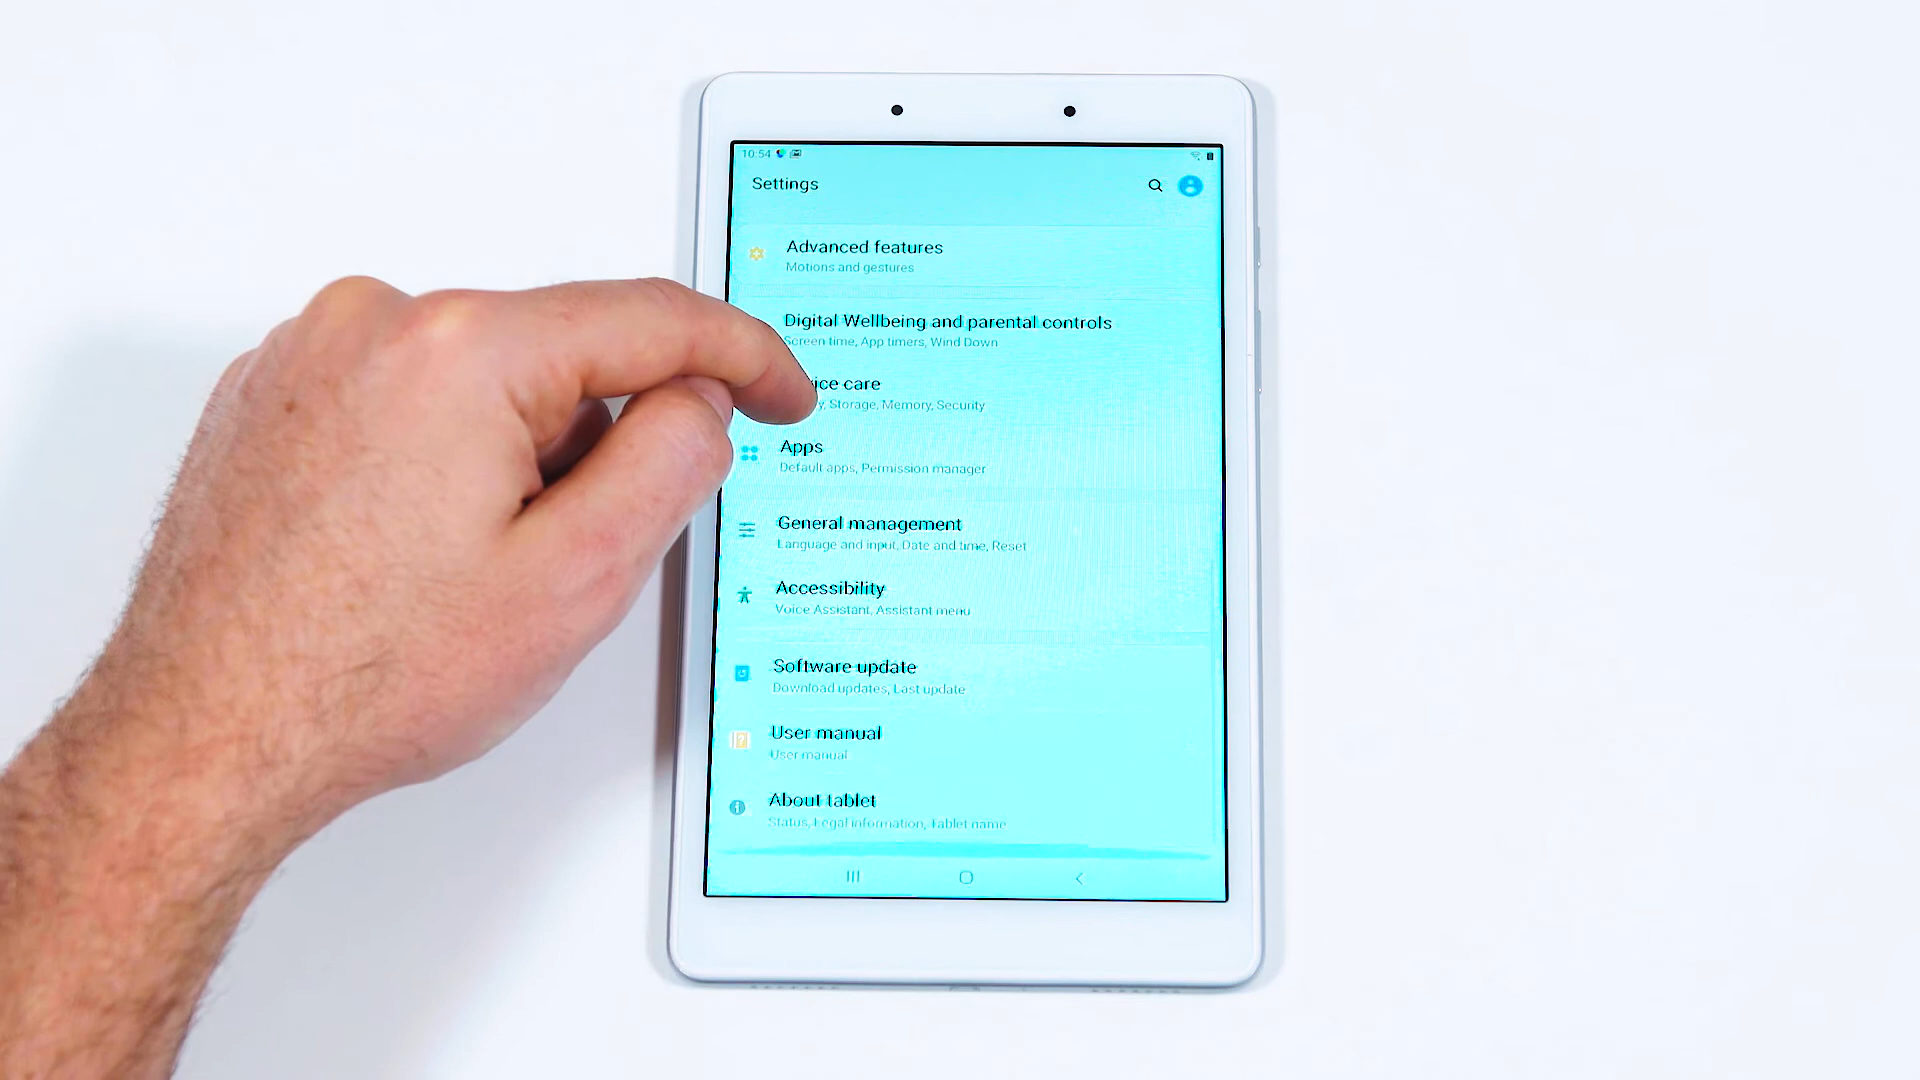 10:54
Settings
Advanced features
Motions and gestures
Digital Wellbeing and parental controls
Screen time, App timers, Wind Down
ice care
y, Storage, Memory, Security
Apps
Default apps, Permission manager
General management
Language and input, Date and time, Reset
Accessibility
Voice Assistant, Assistant menu
Software update
Download updates, Last update
User manual
User manual
About tablet
Status, Legal information, Tablet name